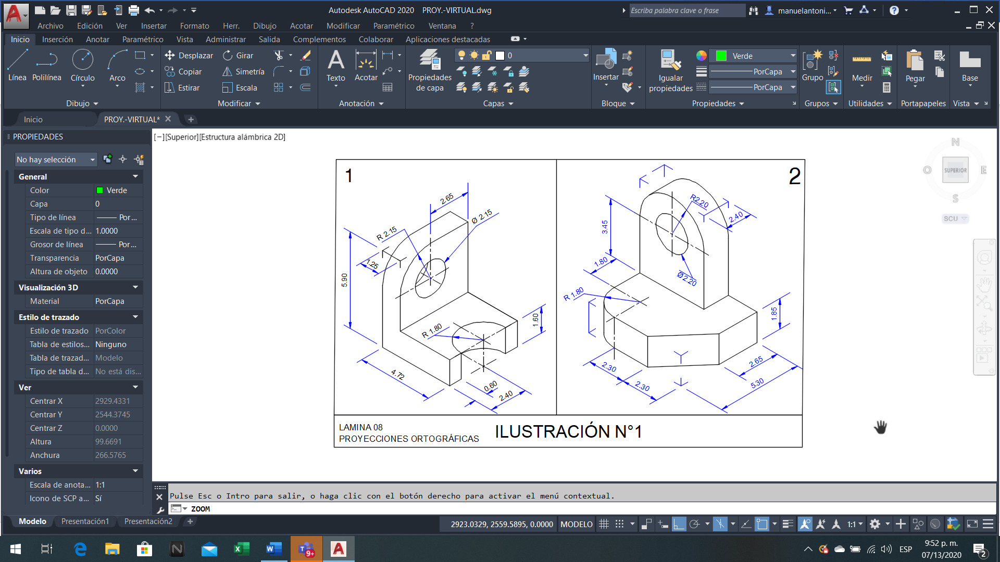 Autodesk AutoCAD 2020 PROY.-VIRTUAL.dwg
Escriba palabra clave o frase
manuelantoni...
Archivo Edición Ver Insertar Formato Herr. Dibujo Acotar Modificar Paramétrico Ventana ?
Inicio Inserción Anotar Paramétrico Vista Administrar Salida Complementos Colaborar Aplicaciones destacadas
Línea Polilínea Círculo Arco
Desplazar Girar
Copiar Simetría
Estirar Escala
Texto Acotar
Propiedades de capa
0
Insertar
Igualar propiedades
Verde
PorCapa
PorCapa
Grupo
Medir
Pegar
Base
Dibujo Modificar Anotación Capas Bloque Propiedades Grupos Utilidades Portapapeles Vista
Inicio PROY.-VIRTUAL*
PROPIEDADES
No hay selección
General
Color Verde
Capa 0
Tipo de línea Por...
Escala de tipo d... 1.0000
Grosor de línea Por...
Transparencia PorCapa
Altura de objeto 0.0000
Visualización 3D
Material PorCapa
Estilo de trazado
Estilo de trazado PorColor
Tabla de estilos... Ninguno
Tabla de trazad... Modelo
Tipo de tabla d... No está dis...
Ver
Centrar X 2929.4331
Centrar Y 2544.3745
Centrar Z 0.0000
Altura 99.6691
Anchura 266.5765
Varios
Escala de anota... 1:1
Icono de SCP a... Sí
[−][Superior][Estructura alámbrica 2D]
N
O SUPERIOR E
S
SCU
1
2.65
Ø 2.15
R 2.15
1.25
5.90
R 1.80
1.60
4.72
0.60
2.40
2
R2.20
2.40
3.45
1.80
Ø2.20
R 1.80
1.85
2.30
2.30
2.65
5.30
LAMINA 08
PROYECCIONES ORTOGRÁFICAS
ILUSTRACIÓN N°1
Pulse Esc o Intro para salir, o haga clic con el botón derecho para activar el menú contextual.
ZOOM
Modelo Presentación1 Presentación2
2923.0329, 2559.5895, 0.0000 MODELO 1:1
9+
ESP
9:52 p. m.
07/13/2020
2